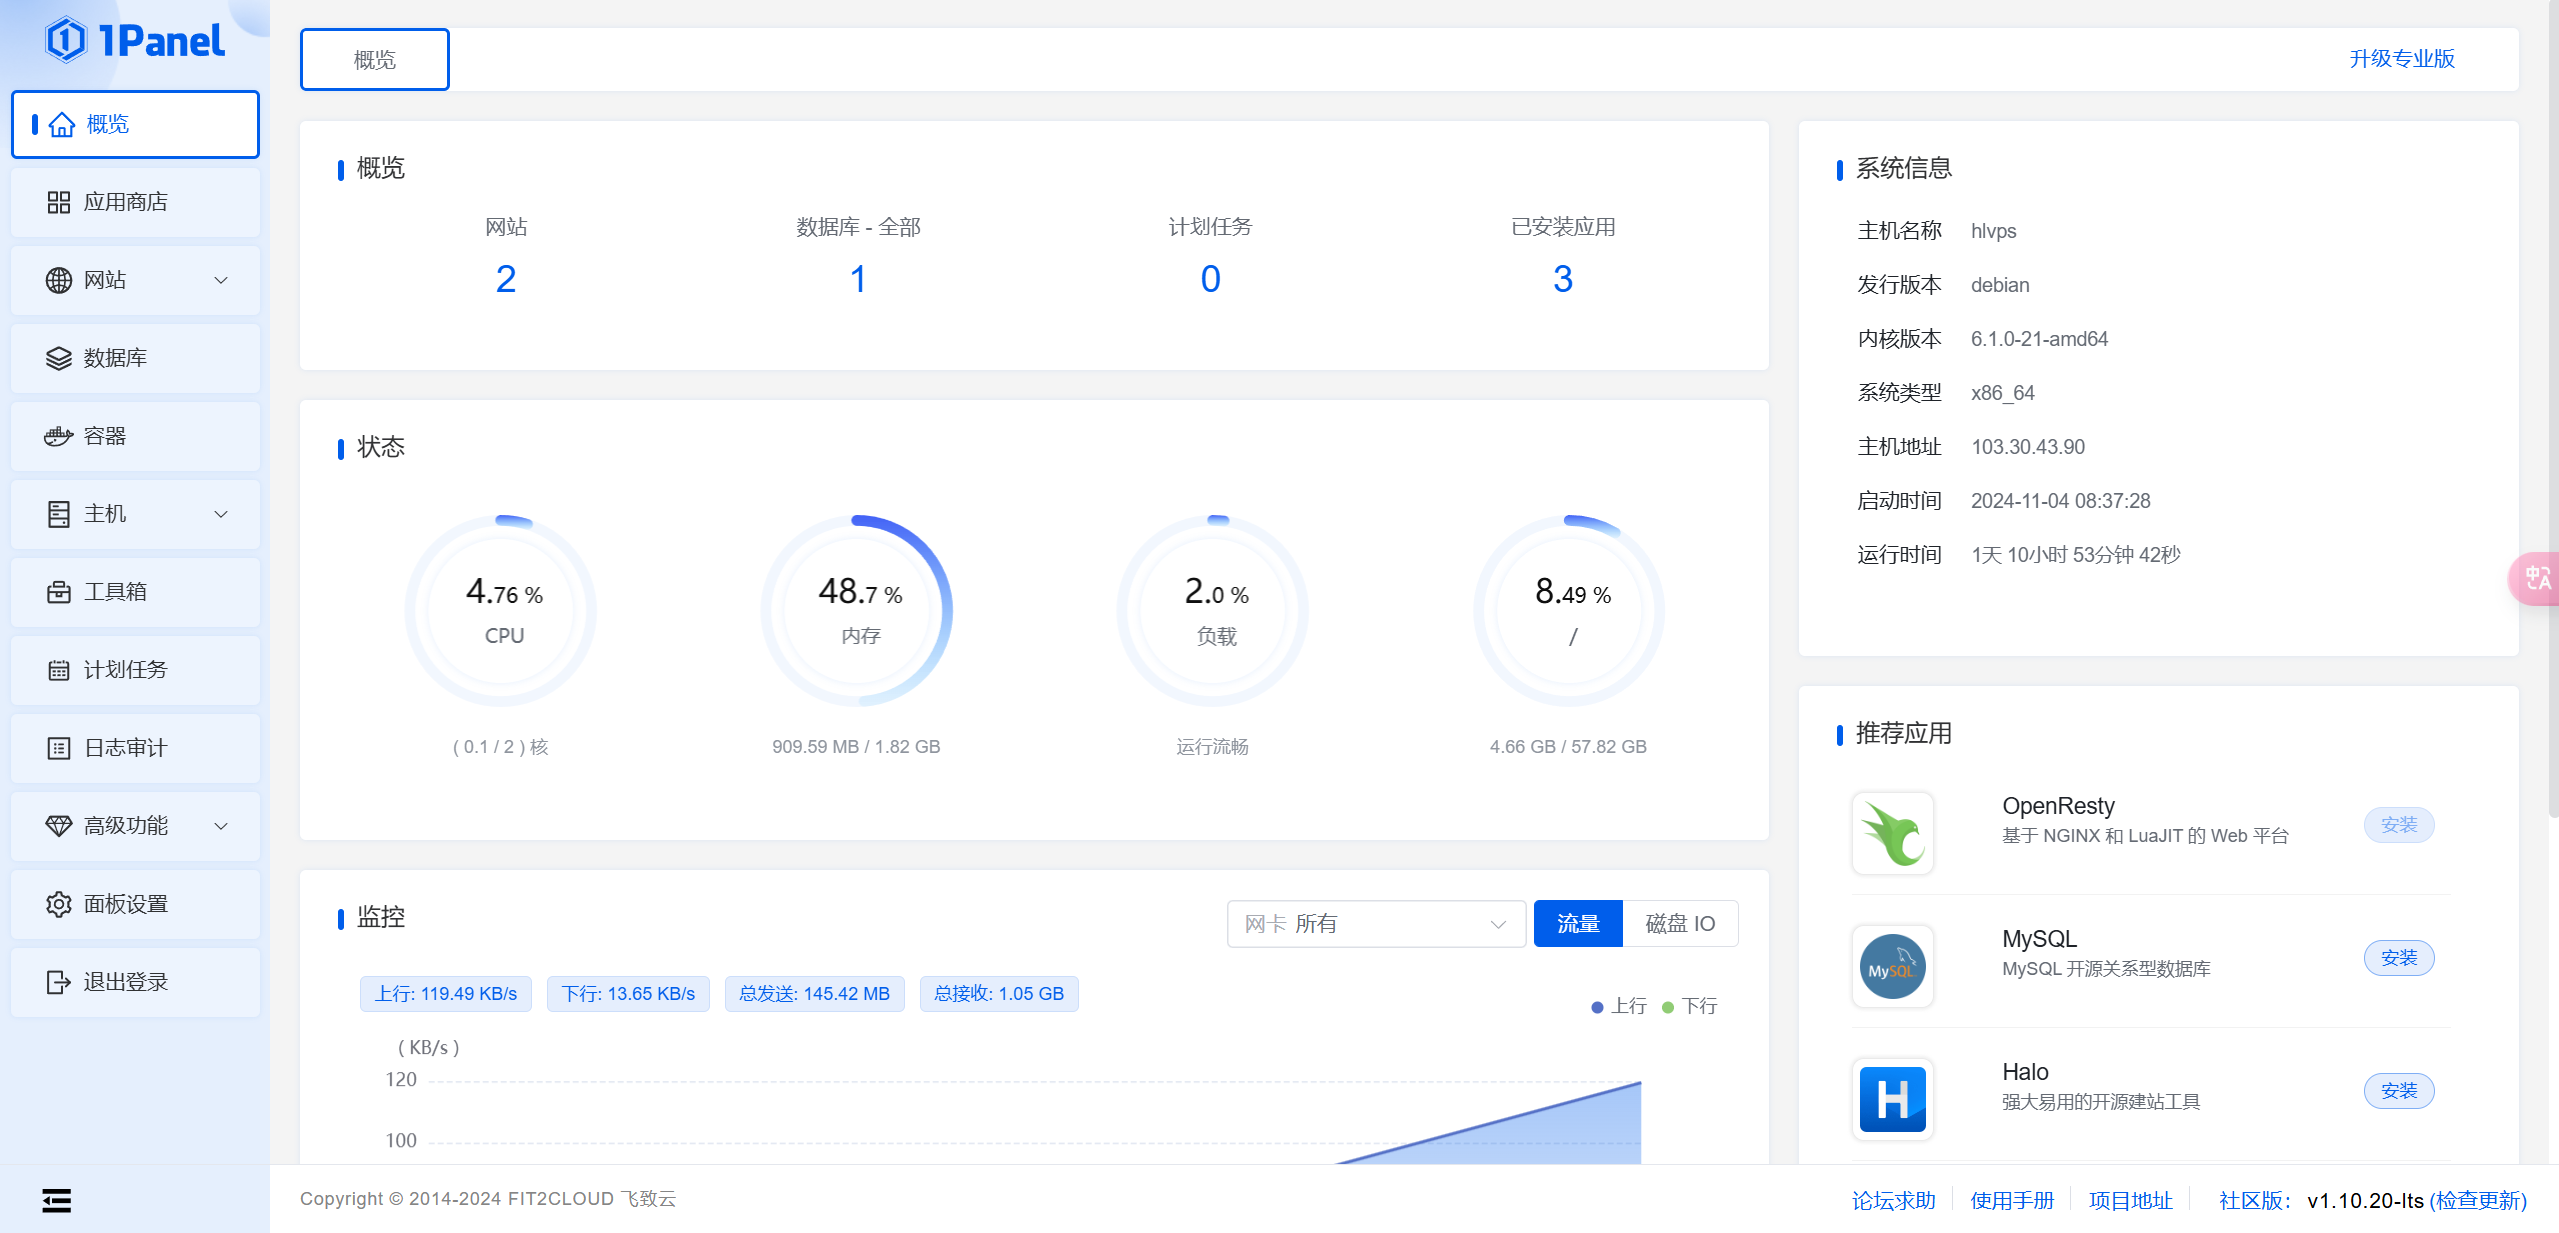 1Panel
概览
应用商店
网站
数据库
容器
主机
工具箱
计划任务
日志审计
高级功能
面板设置
退出登录
概览
升级专业版
概览
网站
2
数据库 - 全部
1
计划任务
0
已安装应用
3
状态
4.76 %
CPU
( 0.1 / 2 ) 核
48.7 %
内存
909.59 MB / 1.82 GB
2.0 %
负载
运行流畅
8.49 %
/
4.66 GB / 57.82 GB
监控
网卡 所有
流量
磁盘 IO
上行: 119.49 KB/s
下行: 13.65 KB/s
总发送: 145.42 MB
总接收: 1.05 GB
上行
下行
( KB/s )
120
100
系统信息
主机名称 hlvps
发行版本 debian
内核版本 6.1.0-21-amd64
系统类型 x86_64
主机地址 103.30.43.90
启动时间 2024-11-04 08:37:28
运行时间 1天 10小时 53分钟 42秒
中A
推荐应用
OpenResty
基于 NGINX 和 LuaJIT 的 Web 平台
安装
MySQL
MySQL
MySQL 开源关系型数据库
安装
H
Halo
强大易用的开源建站工具
安装
Copyright © 2014-2024 FIT2CLOUD 飞致云
论坛求助
使用手册
项目地址
社区版: v1.10.20-lts (检查更新)